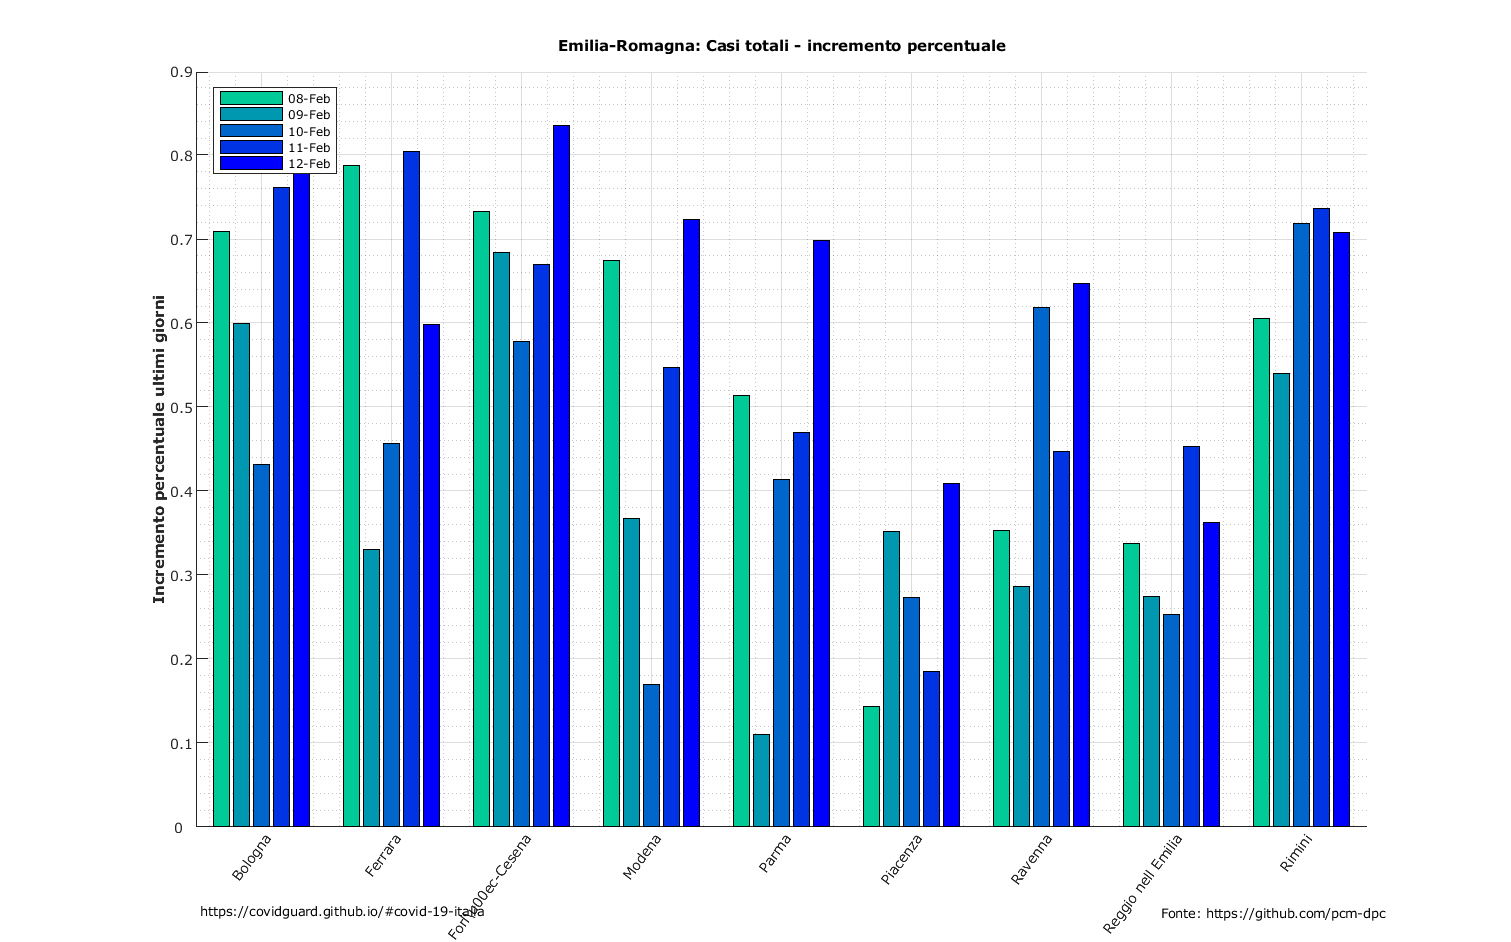 Emilia-Romagna: Casi totali - incremento percentuale
Incremento percentuale ultimi giorni
0.9
0.8
0.7
0.6
0.5
0.4
0.3
0.2
0.1
0
08-Feb
09-Feb
10-Feb
11-Feb
12-Feb
Bologna
Ferrara
Forl\u00ec-Cesena
Modena
Parma
Piacenza
Ravenna
Reggio nell Emilia
Rimini
https://covidguard.github.io/#covid-19-italia
Fonte: https://github.com/pcm-dpc